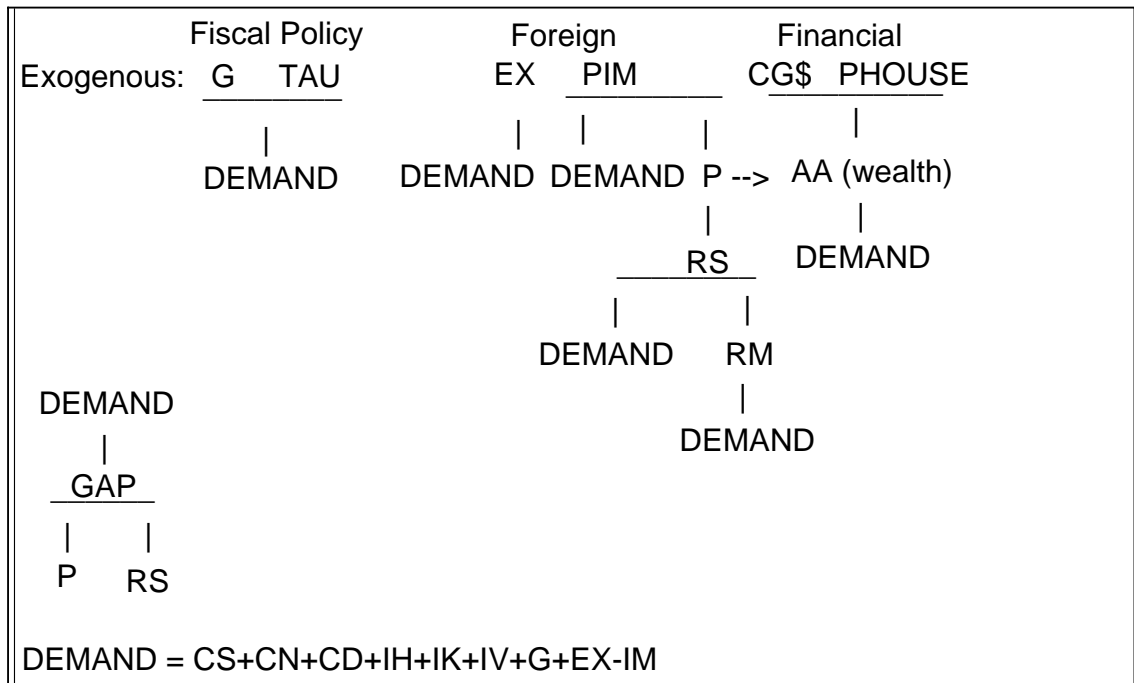 Fiscal Policy Foreign Financial
Exogenous: G TAU EX PIM CG$ PHOUSE
| | | | |
DEMAND DEMAND DEMAND P --> AA (wealth)
| |
RS DEMAND
| |
DEMAND RM
DEMAND |
| DEMAND
GAP
| |
P RS
DEMAND = CS+CN+CD+IH+IK+IV+G+EX-IM